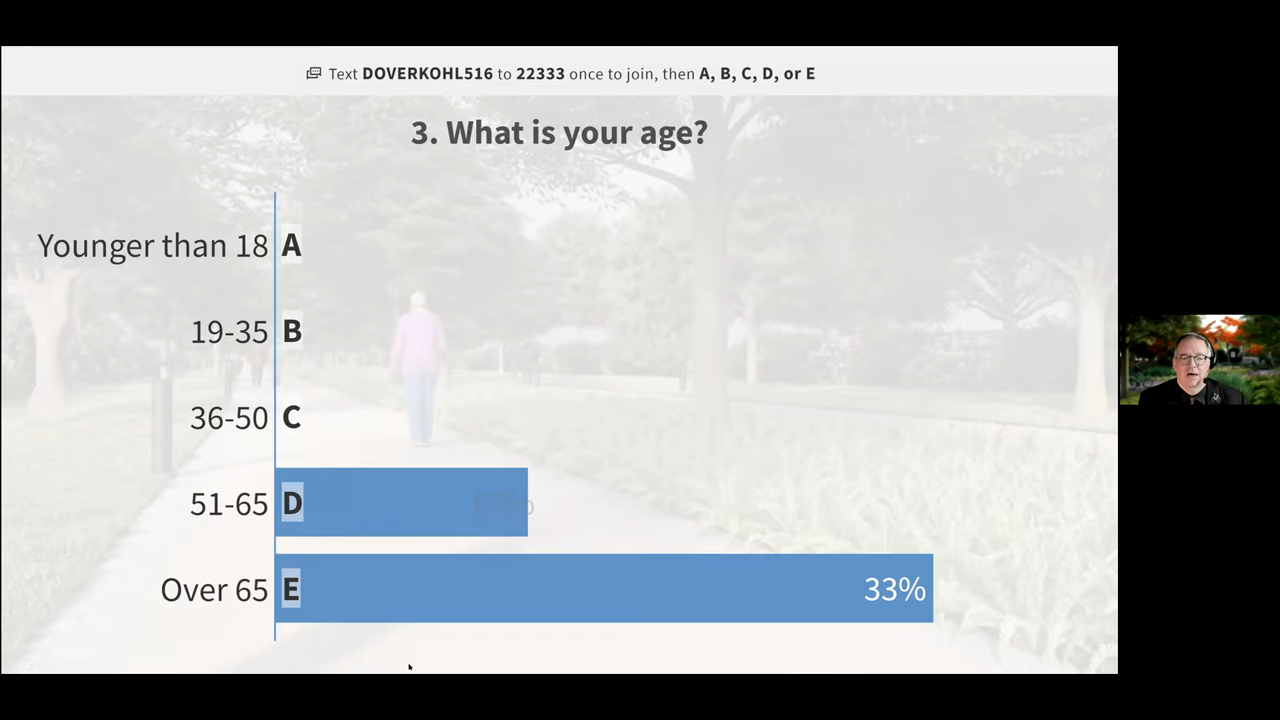 Text DOVERKOHL516 to 22333 once to join, then A, B, C, D, or E
3. What is your age?
Younger than 18 A
19-35 B
36-50 C
51-65 D
Over 65 E 33%